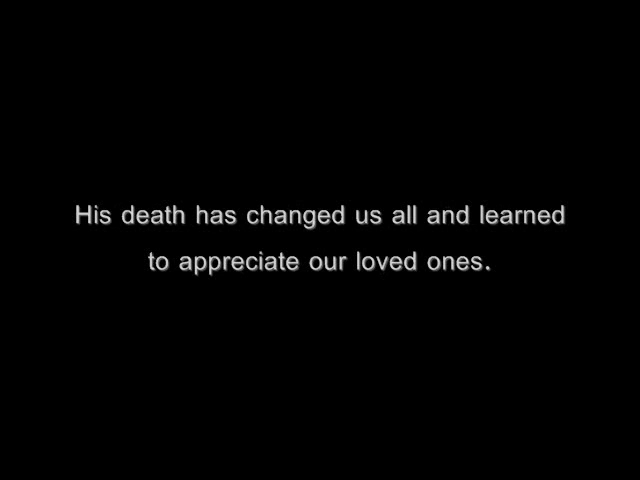 His death has changed us all and learned
to appreciate our loved ones.